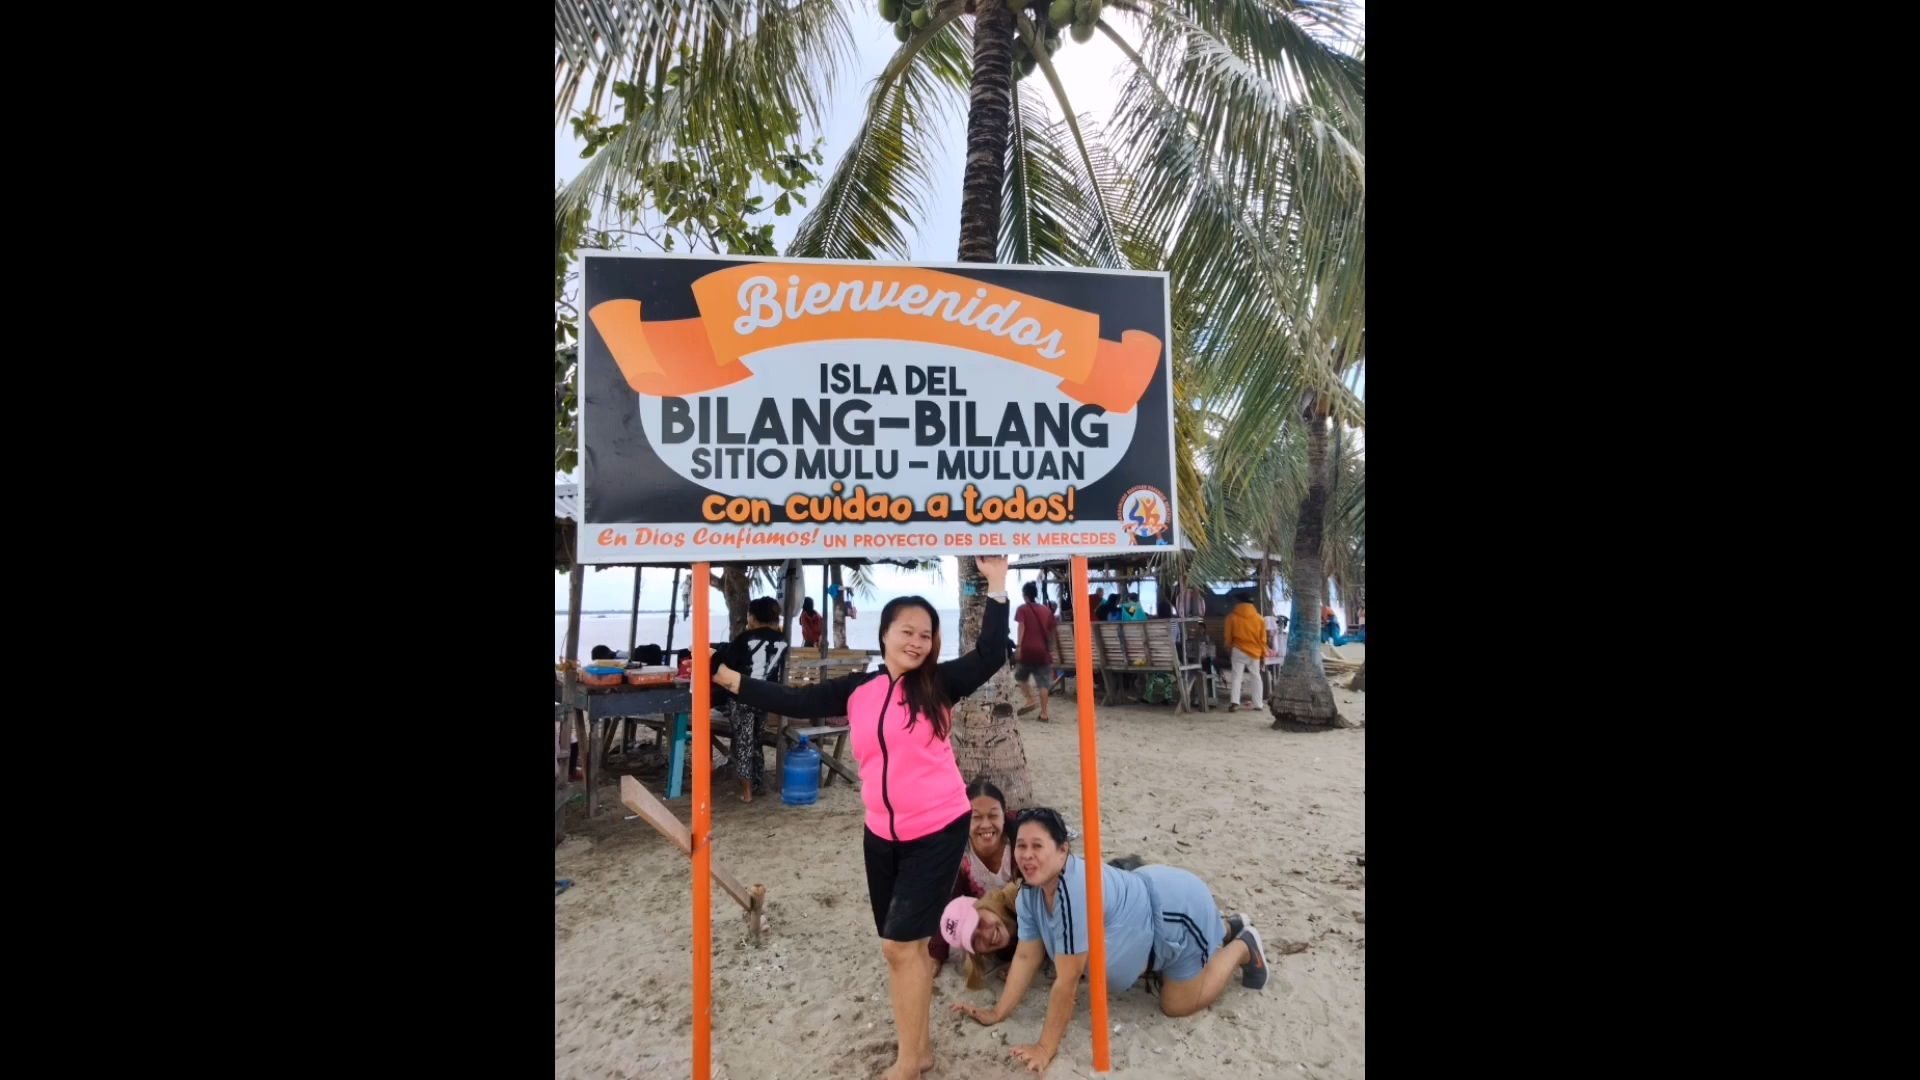 Bienvenidos
ISLA DEL
BILANG-BILANG
SITIO MULU - MULUAN
con cuidao a todos!
En Dios Confiamos! UN PROYECTO DES DEL SK MERCEDES